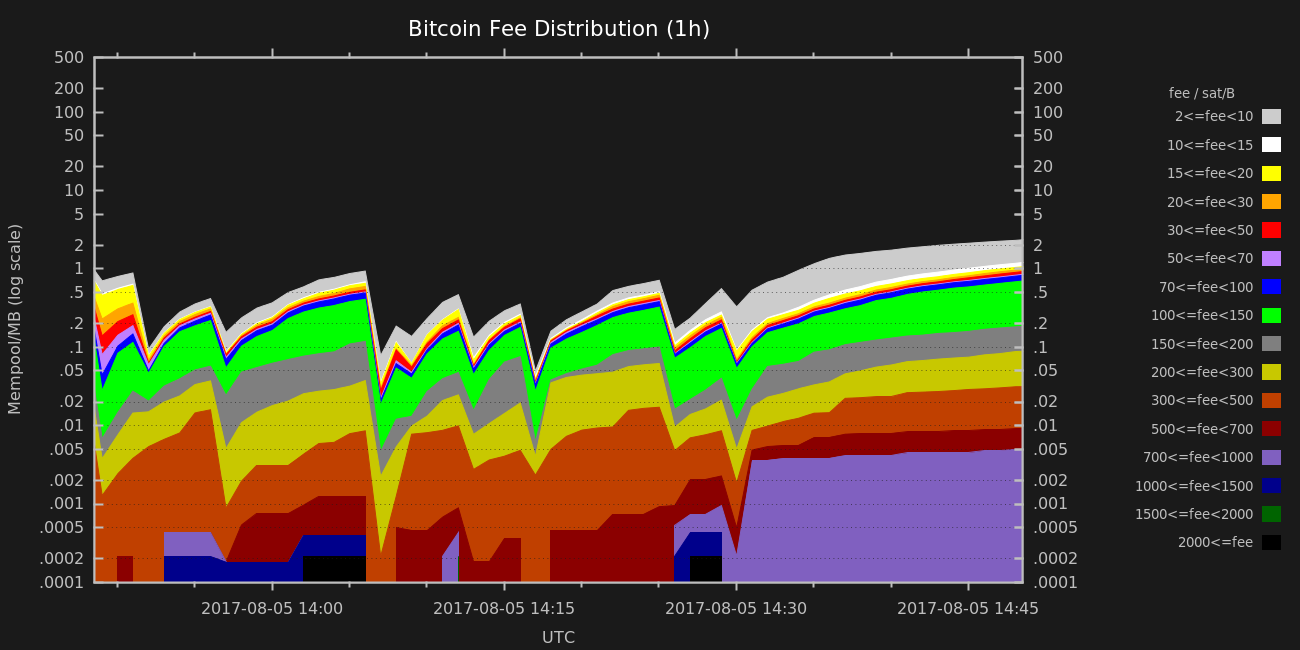 Bitcoin Fee Distribution (1h)
500 500
200 200
100 100
50 50
20 20
10 10
5 5
2 2
1 1
.5 .5
.2 .2
.1 .1
.05 .05
.02 .02
.01 .01
.005 .005
.002 .002
.001 .001
.0005 .0005
.0002 .0002
.0001 .0001
Mempool/MB (log scale)
2017-08-05 14:00 2017-08-05 14:15 2017-08-05 14:30 2017-08-05 14:45
UTC
fee / sat/B
2<=fee<10
10<=fee<15
15<=fee<20
20<=fee<30
30<=fee<50
50<=fee<70
70<=fee<100
100<=fee<150
150<=fee<200
200<=fee<300
300<=fee<500
500<=fee<700
700<=fee<1000
1000<=fee<1500
1500<=fee<2000
2000<=fee